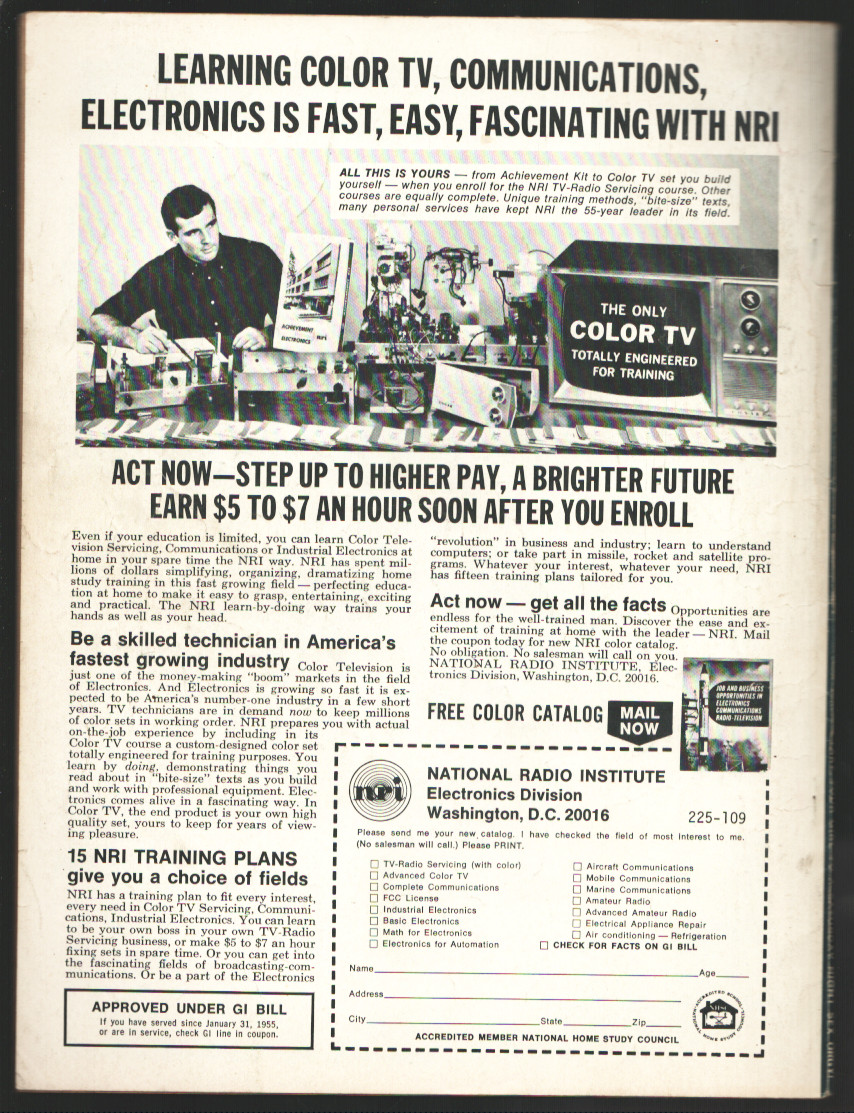 LEARNING COLOR TV, COMMUNICATIONS,
ELECTRONICS IS FAST, EASY, FASCINATING WITH NRI
ALL THIS IS YOURS — from Achievement Kit to Color TV set you build
yourself — when you enroll for the NRI TV-Radio Servicing course. Other
courses are equally complete. Unique training methods, "bite-size" texts,
many personal services have kept NRI the 55-year leader in its field.
ACHIEVEMENT
ELECTRONICS nri
THE ONLY
COLOR TV
TOTALLY ENGINEERED
FOR TRAINING
ACT NOW—STEP UP TO HIGHER PAY, A BRIGHTER FUTURE
EARN $5 TO $7 AN HOUR SOON AFTER YOU ENROLL
Even if your education is limited, you can learn Color Tele-
vision Servicing, Communications or Industrial Electronics at
home in your spare time the NRI way. NRI has spent mil-
lions of dollars simplifying, organizing, dramatizing home
study training in this fast growing field — perfecting educa-
tion at home to make it easy to grasp, entertaining, exciting
and practical. The NRI learn-by-doing way trains your
hands as well as your head.
Be a skilled technician in America's
fastest growing industry Color Television is
just one of the money-making "boom" markets in the field
of Electronics. And Electronics is growing so fast it is ex-
pected to be America's number-one industry in a few short
years. TV technicians are in demand now to keep millions
of color sets in working order. NRI prepares you with actual
on-the-job experience by including in its
Color TV course a custom-designed color set
totally engineered for training purposes. You
learn by doing, demonstrating things you
read about in "bite-size" texts as you build
and work with professional equipment. Elec-
tronics comes alive in a fascinating way. In
Color TV, the end product is your own high
quality set, yours to keep for years of view-
ing pleasure.
15 NRI TRAINING PLANS
give you a choice of fields
NRI has a training plan to fit every interest,
every need in Color TV Servicing, Communi-
cations, Industrial Electronics. You can learn
to be your own boss in your own TV-Radio
Servicing business, or make $5 to $7 an hour
fixing sets in spare time. Or you can get into
the fascinating fields of broadcasting-com-
munications. Or be a part of the Electronics
APPROVED UNDER GI BILL
If you have served since January 31, 1955,
or are in service, check GI line in coupon.
"revolution" in business and industry; learn to understand
computers; or take part in missile, rocket and satellite pro-
grams. Whatever your interest, whatever your need, NRI
has fifteen training plans tailored for you.
Act now — get all the facts Opportunities are
endless for the well-trained man. Discover the ease and ex-
citement of training at home with the leader — NRI. Mail
the coupon today for new NRI color catalog.
No obligation. No salesman will call on you.
NATIONAL RADIO INSTITUTE, Elec-
tronics Division, Washington, D.C. 20016.
JOB AND BUSINESS
OPPORTUNITIES IN
ELECTRONICS
COMMUNICATIONS
RADIO-TELEVISION
FREE COLOR CATALOG
MAIL
NOW
nri
NATIONAL RADIO INSTITUTE
Electronics Division
Washington, D.C. 20016
225-109
Please send me your new catalog. I have checked the field of most interest to me.
(No salesman will call.) Please PRINT.
TV-Radio Servicing (with color)
Advanced Color TV
Complete Communications
FCC License
Industrial Electronics
Basic Electronics
Math for Electronics
Electronics for Automation
Aircraft Communications
Mobile Communications
Marine Communications
Amateur Radio
Advanced Amateur Radio
Electrical Appliance Repair
Air conditioning — Refrigeration
CHECK FOR FACTS ON GI BILL
Name Age
Address
City State Zip
ACCREDITED MEMBER NATIONAL HOME STUDY COUNCIL